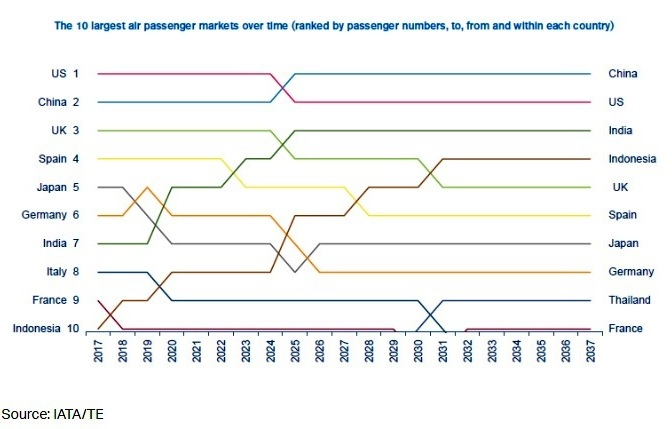 The 10 largest air passenger markets over time (ranked by passenger numbers, to, from and within each country)
US 1 China
China 2 US
UK 3 India
Spain 4 Indonesia
Japan 5 UK
Germany 6 Spain
India 7 Japan
Italy 8 Germany
France 9 Thailand
Indonesia 10 France
2017 2018 2019 2020 2021 2022 2023 2024 2025 2026 2027 2028 2029 2030 2031 2032 2033 2034 2035 2036 2037
Source: IATA/TE